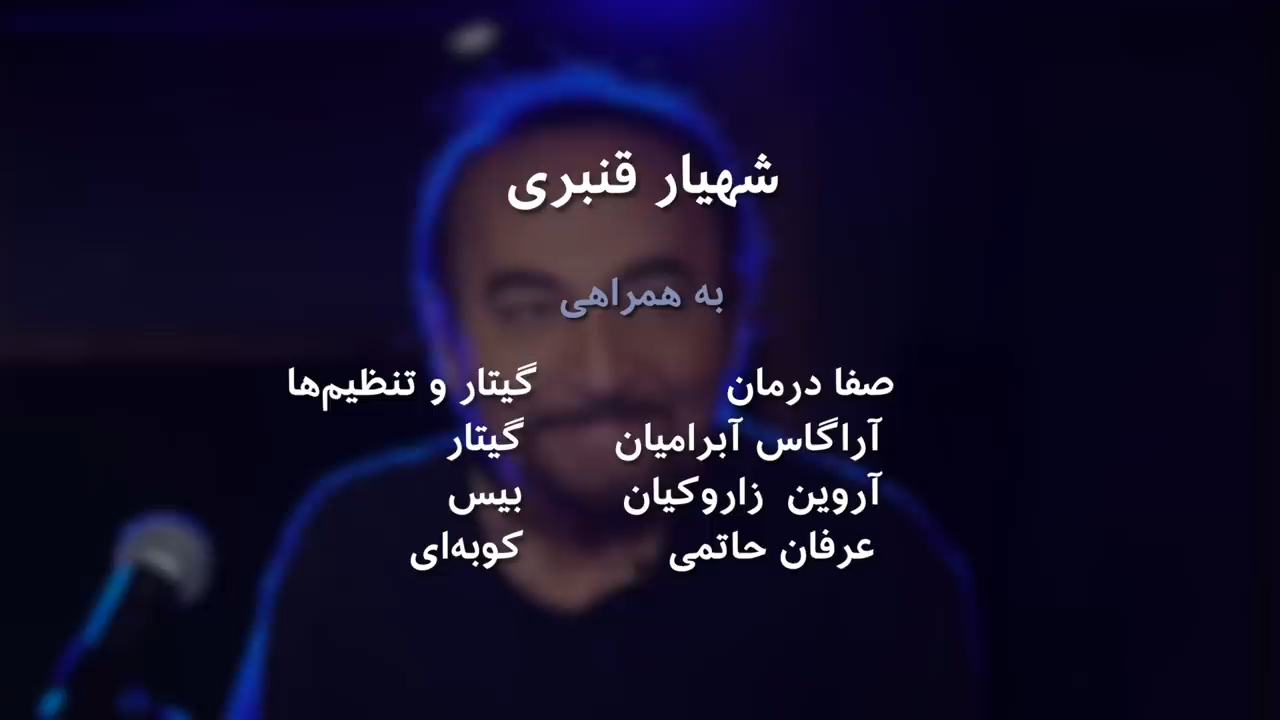 شهیار قنبری
به همراهی
صفا درمان گیتار و تنظیم‌ها
آراگاس آبرامیان گیتار
آروین زاروکیان بیس
عرفان حاتمی کوبه‌ای